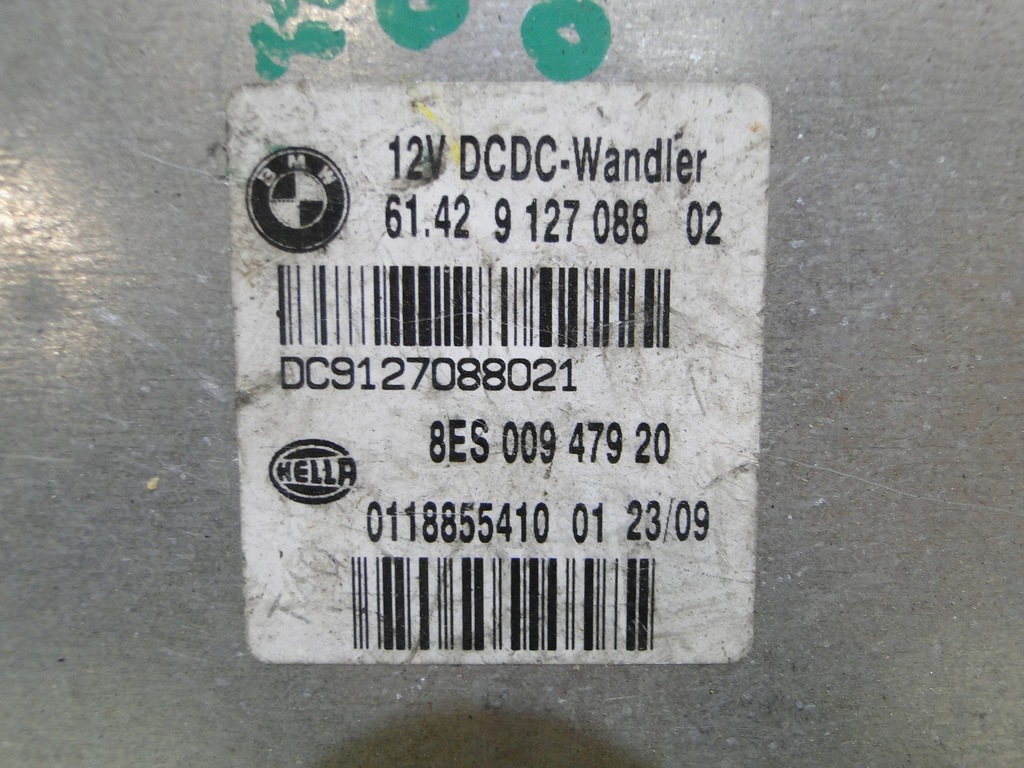 BMW
12V DCDC-Wandler
61.42 9 127 088 02
DC9127088021
8ES 009 479 20
HELLA
0118855410 01 23/09